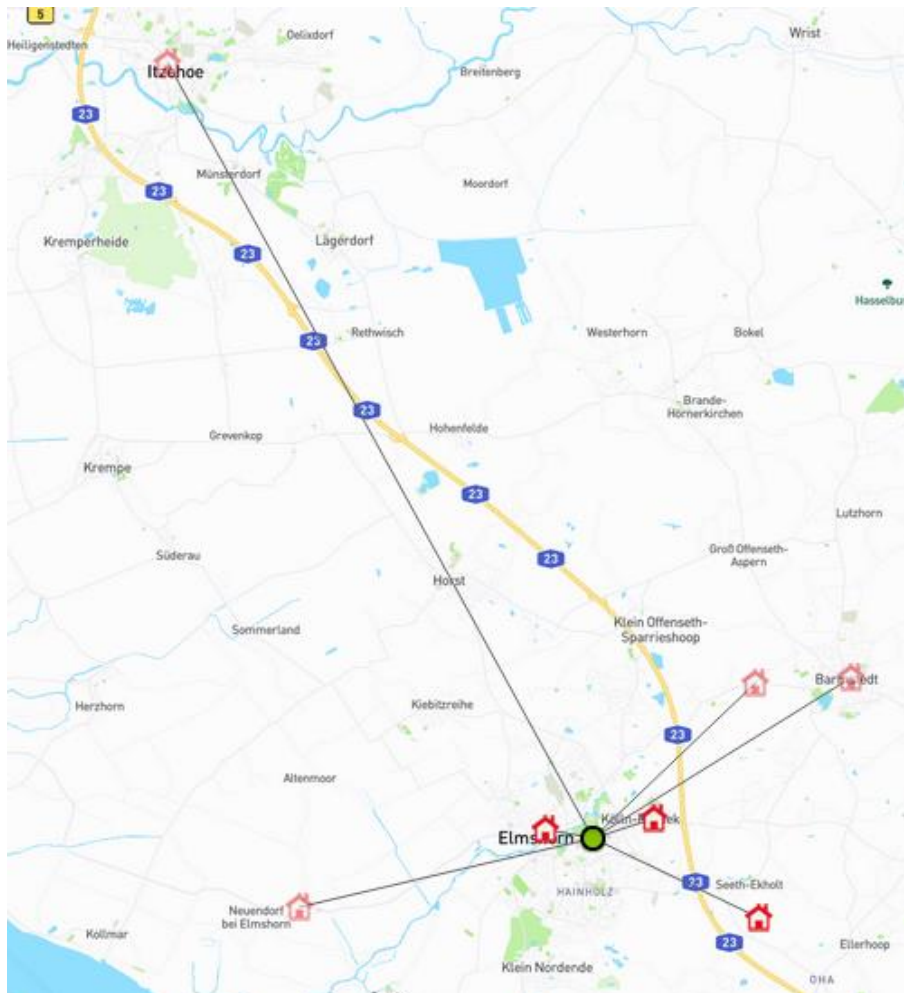 5
Heiligenstedten
Oelixdorf
Wrist
Itzehoe
Breitenberg
23
Münsterdorf
23
Moordorf
Kremperheide
Lägerdorf
23
Hasselbu
Rethwisch
Westerhorn
Bokel
23
23
Brande-
Hörnerkirchen
Grevenkop
Hohenfelde
Krempe
23
Lutzhorn
Süderau
23
Groß Offenseth-
Aspern
Horst
Sommerland
Klein Offenseth-
Sparrieshoop
Herzhorn
Kiebitzreihe
23
Altenmoor
Elmshorn
23
Seeth-Ekholt
HAINHOLZ
Neuendorf
bei Elmshorn
Kollmar
23
Ellerhoop
Klein Nordende
OHA